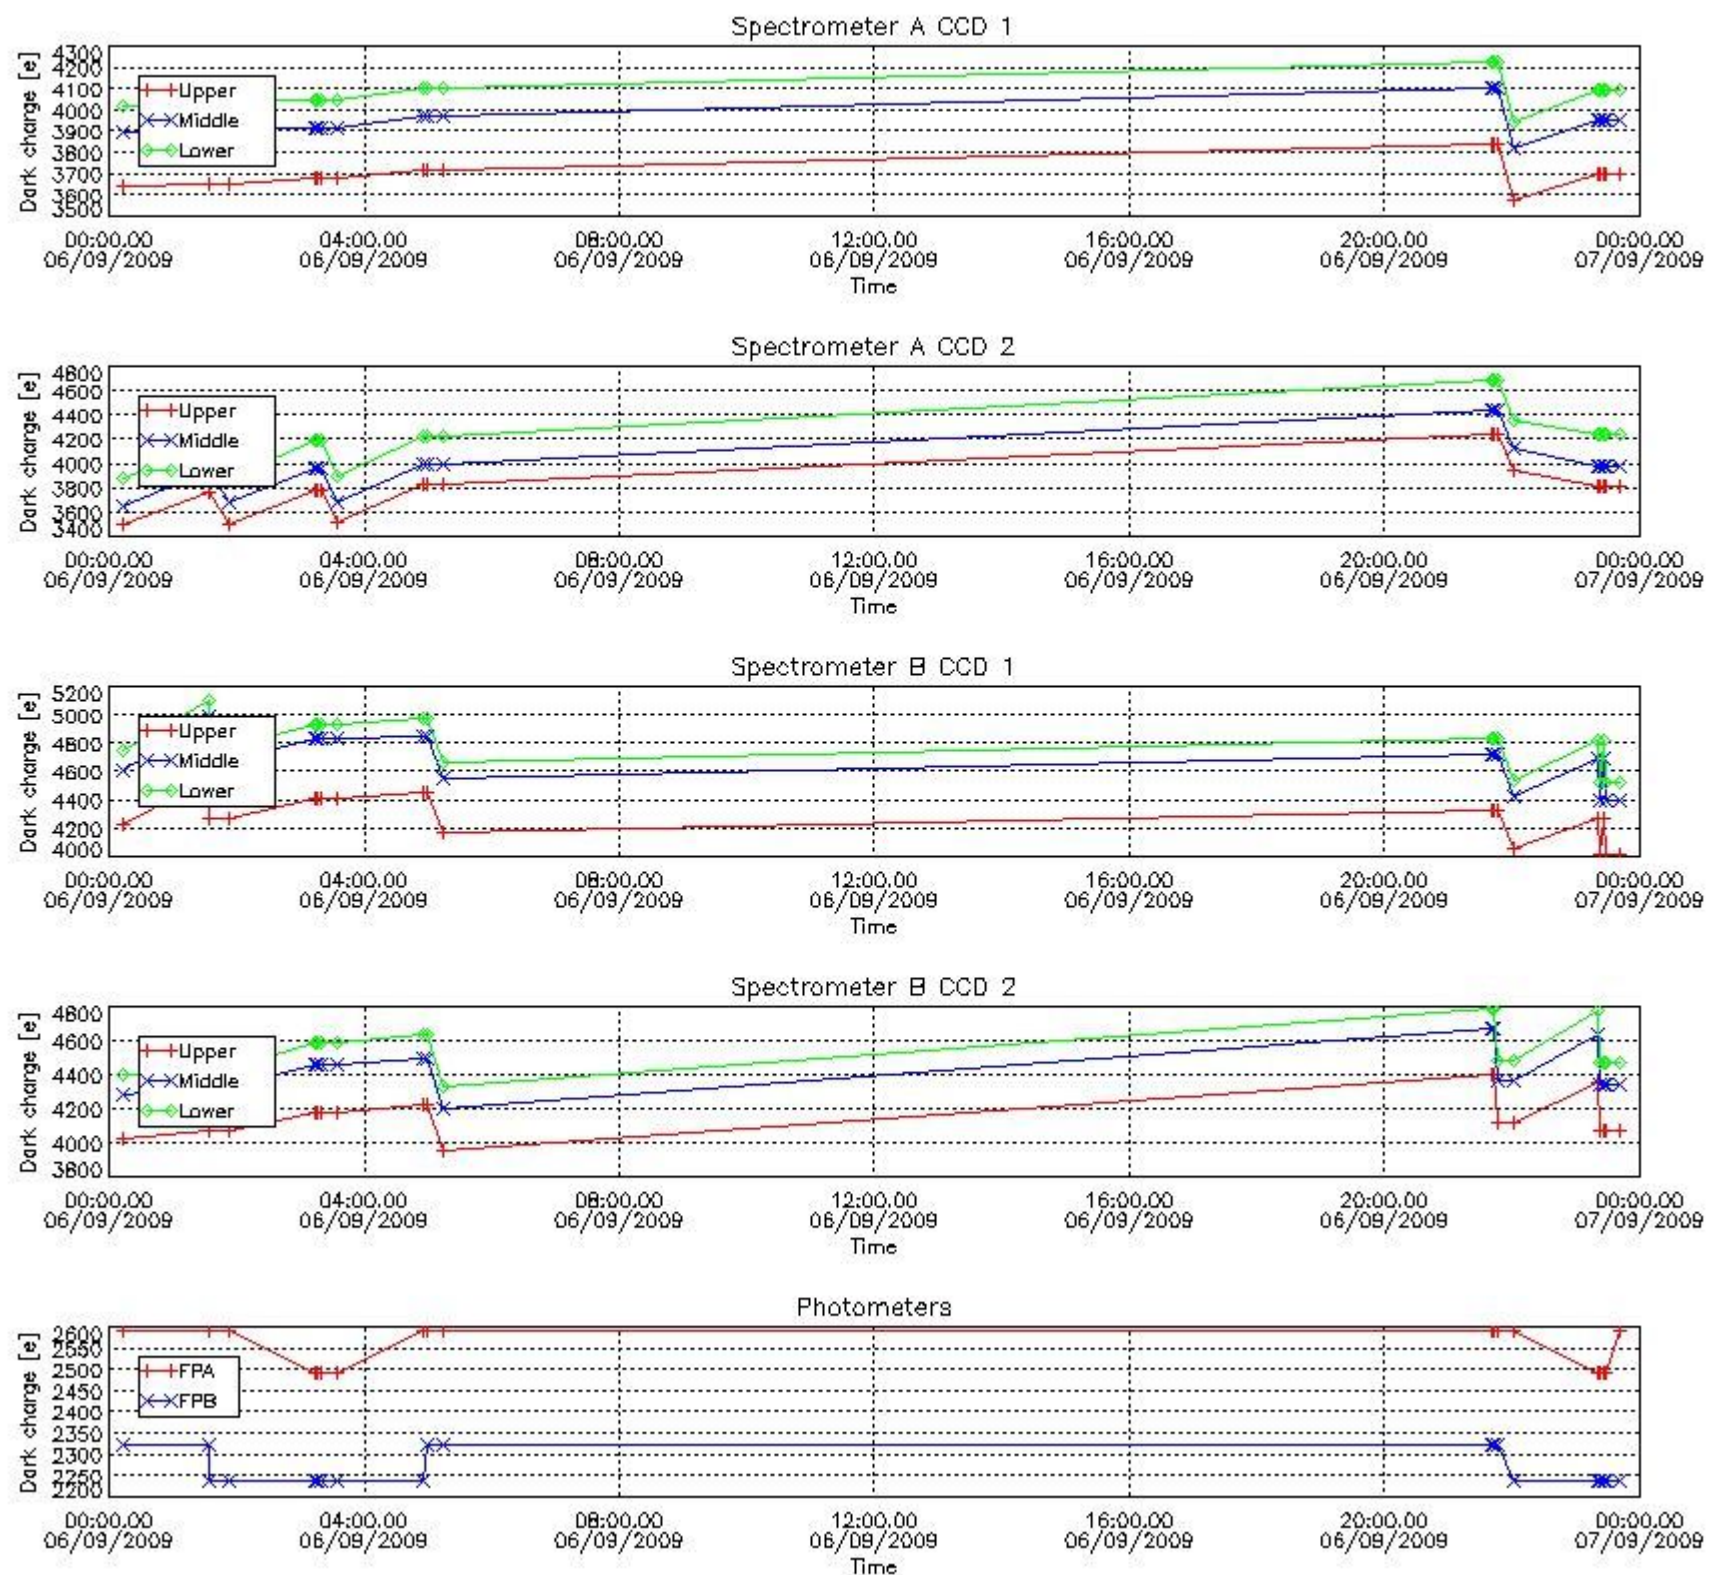 Spectrometer A CCD 1
Dark charge [e]
4300
4200
4100
4000
3900
3800
3700
3600
3500
Upper
Middle
Lower
00:00.00 04:00.00 08:00.00 12:00.00 16:00.00 20:00.00 00:00.00
06/09/2009 06/09/2009 06/09/2009 06/09/2009 06/09/2009 06/09/2009 07/09/2009
Time
Spectrometer A CCD 2
Dark charge [e]
4800
4600
4400
4200
4000
3800
3600
3400
Upper
Middle
Lower
00:00.00 04:00.00 08:00.00 12:00.00 16:00.00 20:00.00 00:00.00
06/09/2009 06/09/2009 06/09/2009 06/09/2009 06/09/2009 06/09/2009 07/09/2009
Time
Spectrometer B CCD 1
Dark charge [e]
5200
5000
4800
4600
4400
4200
4000
Upper
Middle
Lower
00:00.00 04:00.00 08:00.00 12:00.00 16:00.00 20:00.00 00:00.00
06/09/2009 06/09/2009 06/09/2009 06/09/2009 06/09/2009 06/09/2009 07/09/2009
Time
Spectrometer B CCD 2
Dark charge [e]
4800
4600
4400
4200
4000
3800
Upper
Middle
Lower
00:00.00 04:00.00 08:00.00 12:00.00 16:00.00 20:00.00 00:00.00
06/09/2009 06/09/2009 06/09/2009 06/09/2009 06/09/2009 06/09/2009 07/09/2009
Time
Photometers
Dark charge [e]
2600
2550
2500
2450
2400
2350
2300
2250
2200
FPA
FPB
00:00.00 04:00.00 08:00.00 12:00.00 16:00.00 20:00.00 00:00.00
06/09/2009 06/09/2009 06/09/2009 06/09/2009 06/09/2009 06/09/2009 07/09/2009
Time